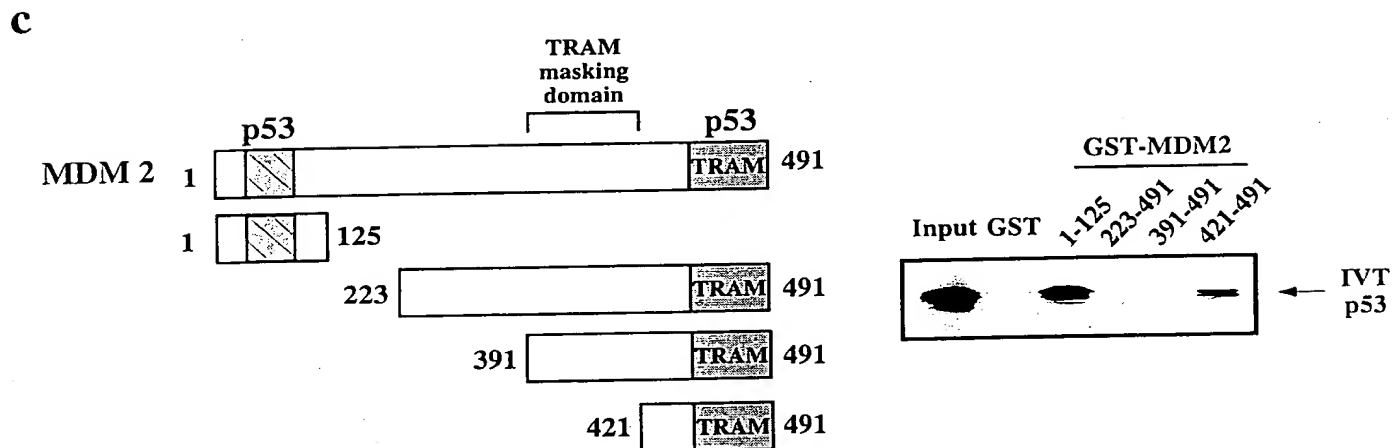 c
TRAM
masking
domain
p53
p53
MDM 2
1
TRAM
491
1
125
223
TRAM
491
391
TRAM
491
421
TRAM
491
GST-MDM2
Input GST
1-125
223-491
391-491
421-491
IVT
p53